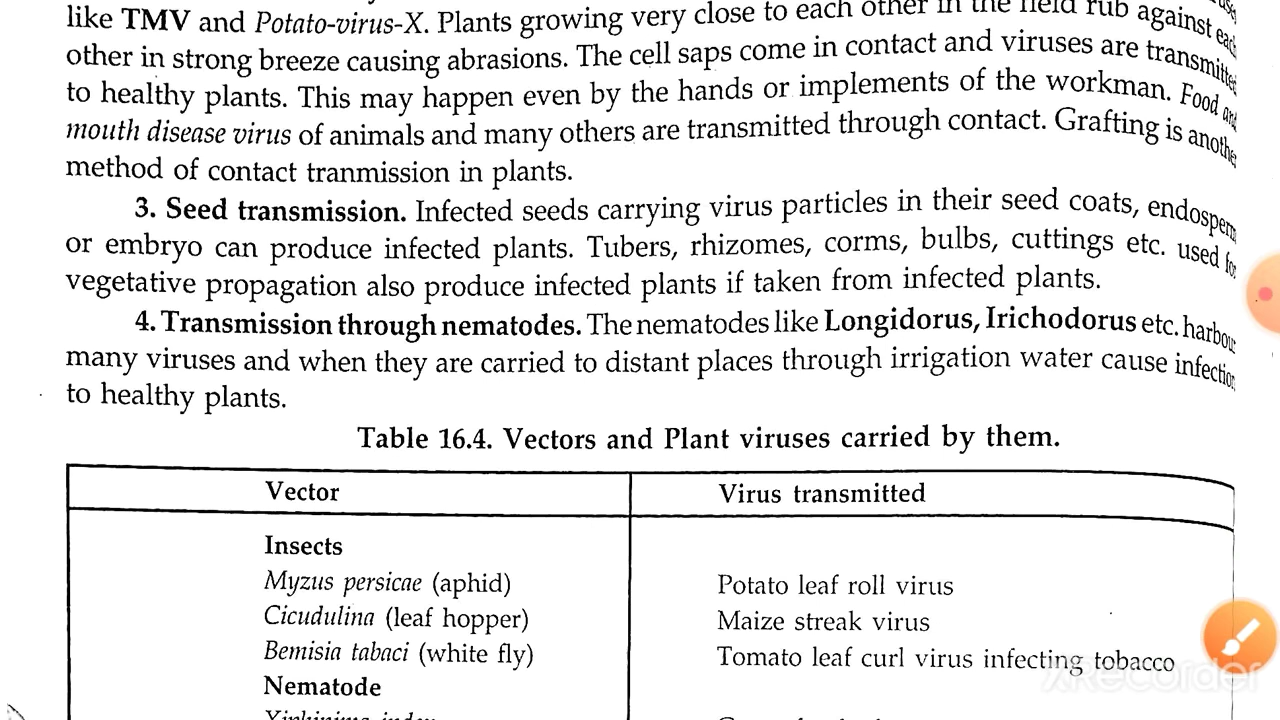 like TMV and Potato-virus-X. Plants growing very close to each other in the field rub against each
other in strong breeze causing abrasions. The cell saps come in contact and viruses are transmitted
to healthy plants. This may happen even by the hands or implements of the workman. Food and
mouth disease virus of animals and many others are transmitted through contact. Grafting is another
method of contact tranmission in plants.
3. Seed transmission. Infected seeds carrying virus particles in their seed coats, endosperm
or embryo can produce infected plants. Tubers, rhizomes, corms, bulbs, cuttings etc. used for
vegetative propagation also produce infected plants if taken from infected plants.
4. Transmission through nematodes. The nematodes like Longidorus, Irichodorus etc. harbour
many viruses and when they are carried to distant places through irrigation water cause infection
to healthy plants.
Table 16.4. Vectors and Plant viruses carried by them.
Vector Virus transmitted
Insects
Myzus persicae (aphid) Potato leaf roll virus
Cicudulina (leaf hopper) Maize streak virus
Bemisia tabaci (white fly) Tomato leaf curl virus infecting tobacco
Nematode
XRecorder